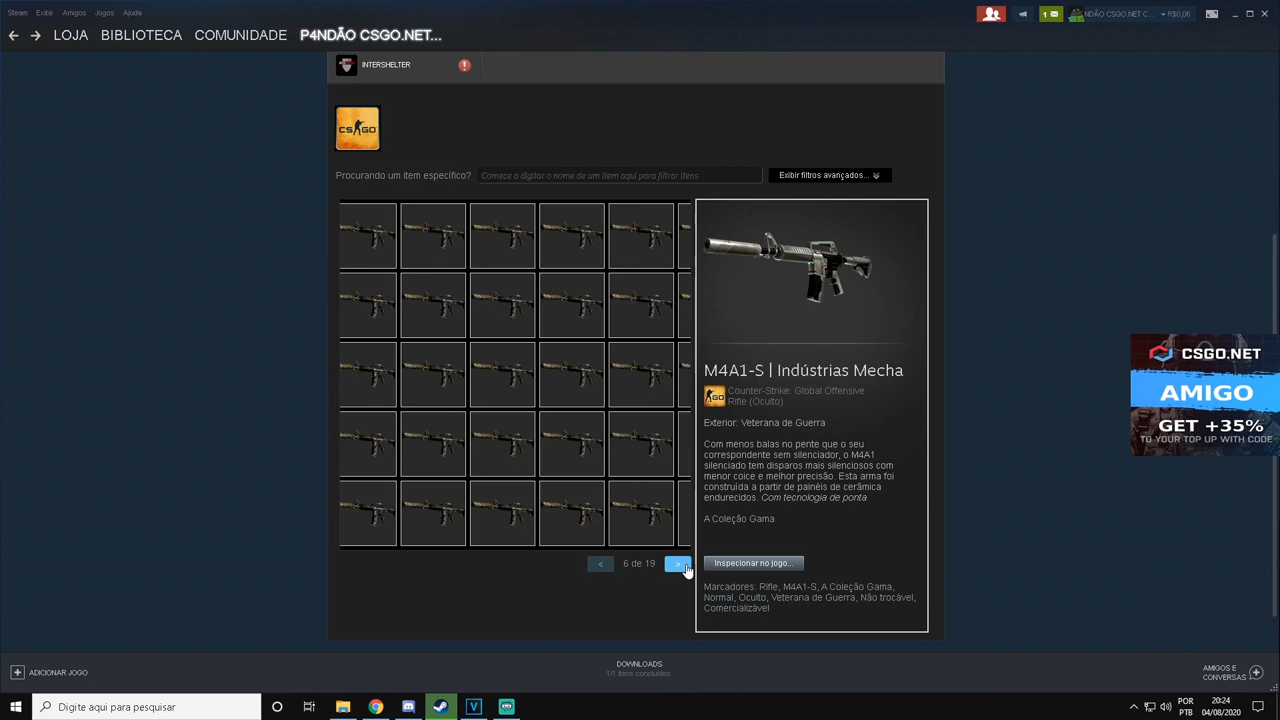 Steam Exibir Amigos Jogos Ajuda
1
NDÃO CSGO.NET C... R$0,06
LOJA BIBLIOTECA COMUNIDADE P4NDÃO CSGO.NET...
INTERSHELTER
CS GO
Procurando um item específico? Comece a digitar o nome de um item aqui para filtrar itens Exibir filtros avançados...
M4A1-S | Indústrias Mecha
Counter-Strike: Global Offensive
Rifle (Oculto)
Exterior: Veterana de Guerra
Com menos balas no pente que o seu
correspondente sem silenciador, o M4A1
silenciado tem disparos mais silenciosos com
menor coice e melhor precisão. Esta arma foi
construída a partir de painéis de cerâmica
endurecidos. Com tecnologia de ponta
A Coleção Gama
Inspecionar no jogo...
Marcadores: Rifle, M4A1-S, A Coleção Gama,
Normal, Oculto, Veterana de Guerra, Não trocável,
Comercializável
< 6 de 19 >
CSGO.NET
AMIGO
GET +35%
TO YOUR TOP UP WITH CODE
ADICIONAR JOGO
DOWNLOADS
1/1 itens concluídos
AMIGOS E
CONVERSAS
Digite aqui para pesquisar
POR
PTB
20:24
04/08/2020